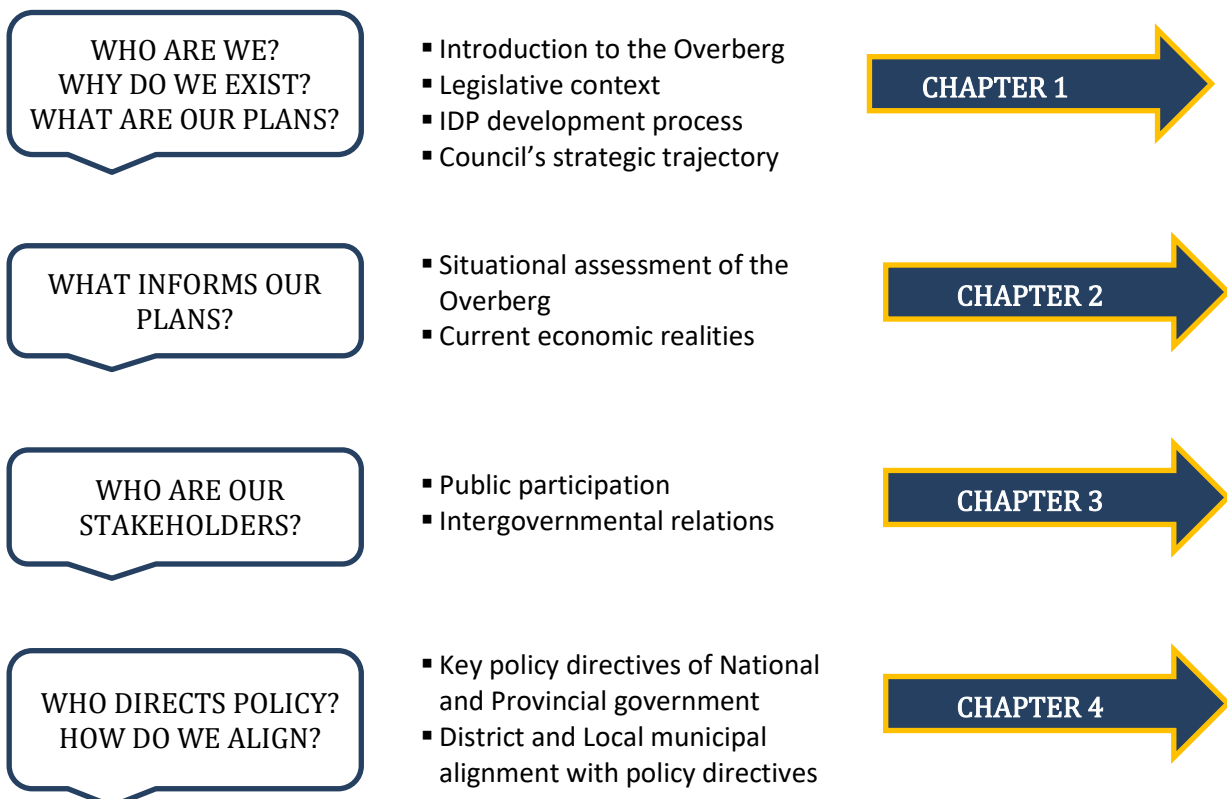 WHO ARE WE?
WHY DO WE EXIST?
WHAT ARE OUR PLANS?
▪ Introduction to the Overberg
▪ Legislative context
▪ IDP development process
▪ Council’s strategic trajectory
CHAPTER 1
WHAT INFORMS OUR
PLANS?
▪ Situational assessment of the
Overberg
▪ Current economic realities
CHAPTER 2
WHO ARE OUR
STAKEHOLDERS?
▪ Public participation
▪ Intergovernmental relations
CHAPTER 3
WHO DIRECTS POLICY?
HOW DO WE ALIGN?
▪ Key policy directives of National
and Provincial government
▪ District and Local municipal
alignment with policy directives
CHAPTER 4